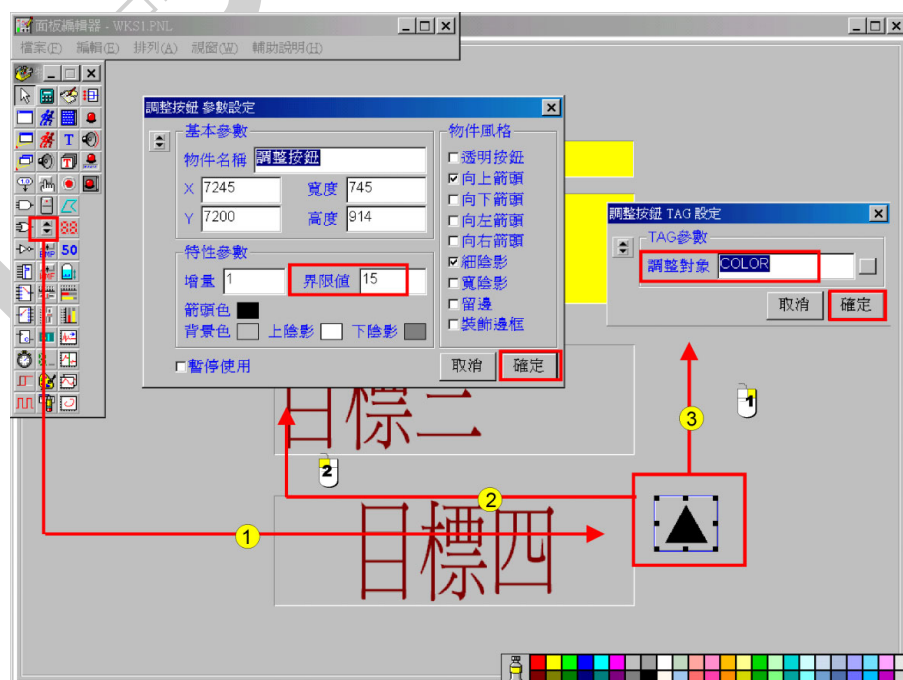 面板編輯器 - WKS1.PNL
檔案(F) 編輯(E) 排列(A) 視窗(W) 輔助說明(H)
調整按鈕 參數設定
基本參數
物件名稱 調整按鈕
X 7245 寬度 745
Y 7200 高度 914
特性參數
增量 1 界限值 15
箭頭色
背景色 上陰影 下陰影
暫停使用
物件風格
透明按鈕
向上箭頭
向下箭頭
向左箭頭
向右箭頭
細陰影
寬陰影
留邊
裝飾邊框
取消 確定
調整按鈕 TAG 設定
TAG參數
調整對象 COLOR
取消 確定
T
88
50
目標三
目標四
1
2
3
2
1